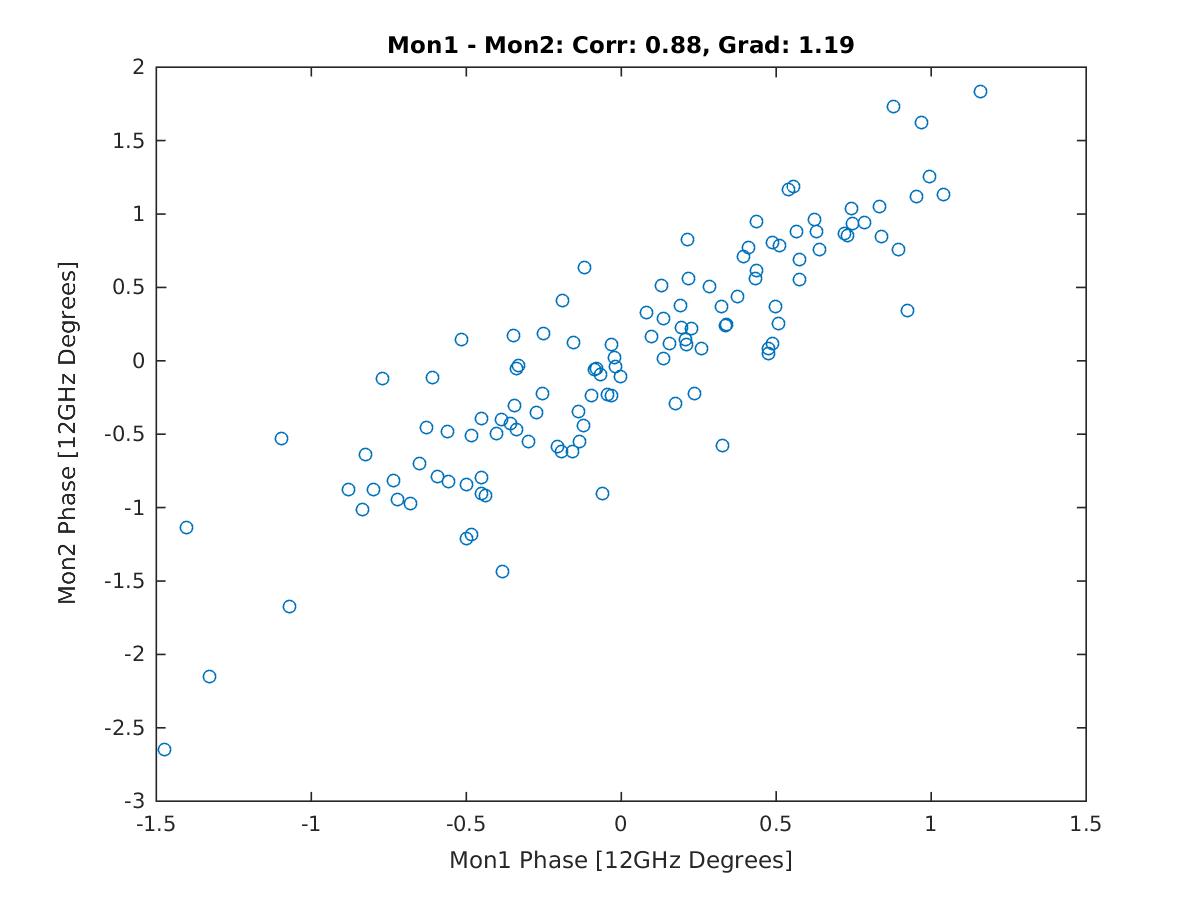 Mon1 - Mon2: Corr: 0.88, Grad: 1.19
2
1.5
1
0.5
0
-0.5
-1
-1.5
-2
-2.5
-3
Mon2 Phase [12GHz Degrees]
-1.5 -1 -0.5 0 0.5 1 1.5
Mon1 Phase [12GHz Degrees]